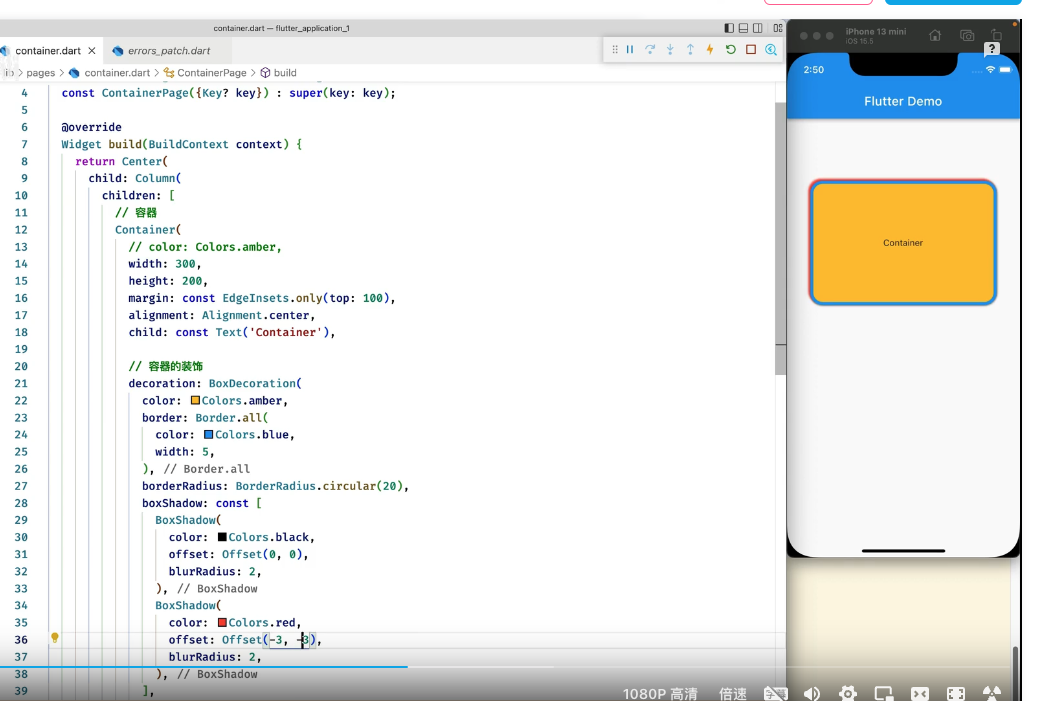 container.dart — flutter_application_1
container.dart
errors_patch.dart
lib > pages > container.dart > ContainerPage > build
4 const ContainerPage({Key? key}) : super(key: key);
5
6 @override
7 Widget build(BuildContext context) {
8 return Center(
9 child: Column(
10 children: [
11 // 容器
12 Container(
13 // color: Colors.amber,
14 width: 300,
15 height: 200,
16 margin: const EdgeInsets.only(top: 100),
17 alignment: Alignment.center,
18 child: const Text('Container'),
19
20 // 容器的装饰
21 decoration: BoxDecoration(
22 color: Colors.amber,
23 border: Border.all(
24 color: Colors.blue,
25 width: 5,
26 ), // Border.all
27 borderRadius: BorderRadius.circular(20),
28 boxShadow: const [
29 BoxShadow(
30 color: Colors.black,
31 offset: Offset(0, 0),
32 blurRadius: 2,
33 ), // BoxShadow
34 BoxShadow(
35 color: Colors.red,
36 offset: Offset(-3, -3),
37 blurRadius: 2,
38 ), // BoxShadow
39 ],
iPhone 13 mini
iOS 15.5
?
2:50
Flutter Demo
Container
1080P 高清
倍速